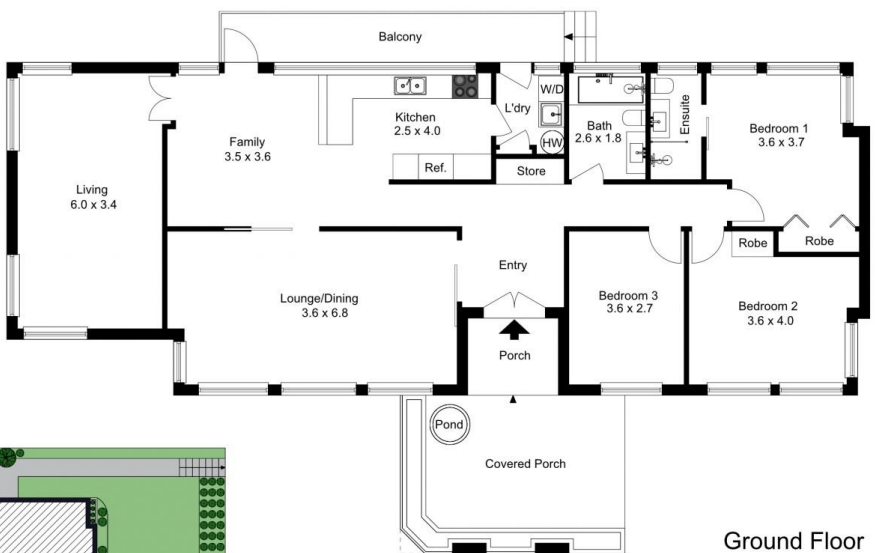 Balcony
W/D
L'dry
HW
Kitchen
2.5 x 4.0
Ref.
Family
3.5 x 3.6
Living
6.0 x 3.4
Bath
2.6 x 1.8
Ensuite
Bedroom 1
3.6 x 3.7
Store
Robe
Robe
Lounge/Dining
3.6 x 6.8
Entry
Bedroom 3
3.6 x 2.7
Bedroom 2
3.6 x 4.0
Porch
Pond
Covered Porch
Ground Floor